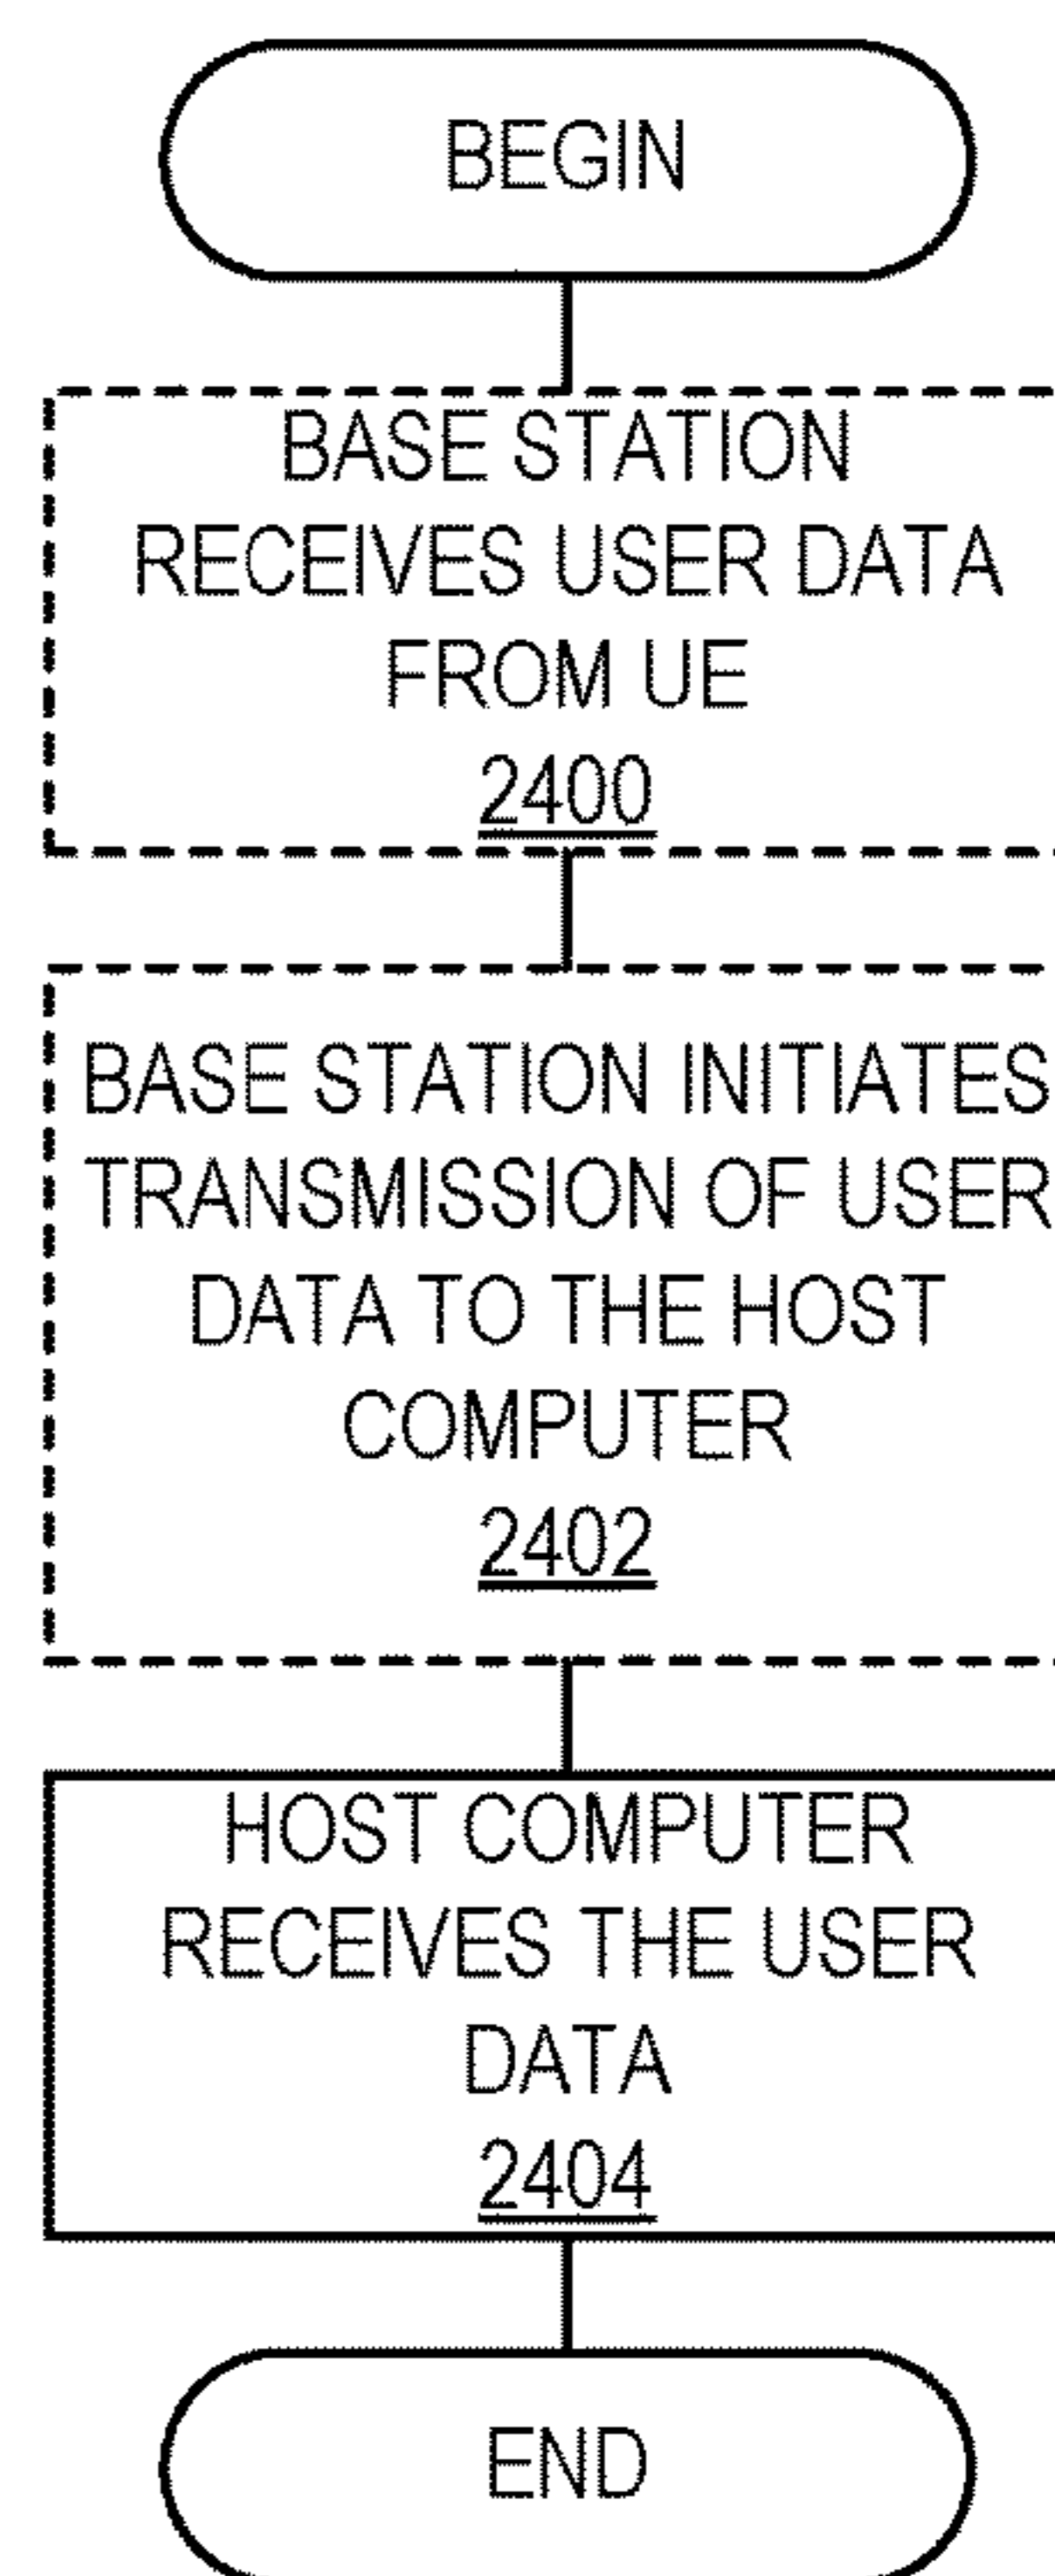 BEGIN
BASE STATION
RECEIVES USER DATA
FROM UE
2400
BASE STATION INITIATES
TRANSMISSION OF USER
DATA TO THE HOST
COMPUTER
2402
HOST COMPUTER
RECEIVES THE USER
DATA
2404
END